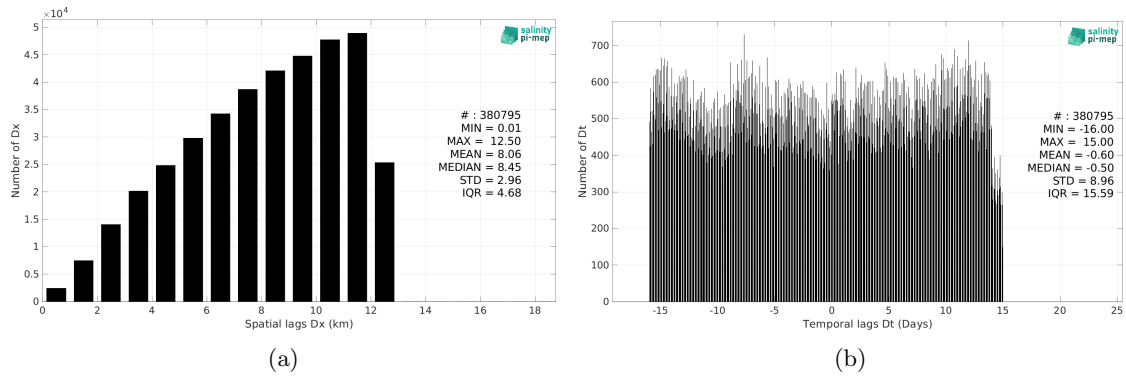 ×10⁴
5
4.5
4
3.5
3
2.5
2
1.5
1
0.5
0
Number of Dx
0 2 4 6 8 10 12 14 16 18
Spatial lags Dx (km)
salinity
pi-mep
# : 380795
MIN = 0.01
MAX = 12.50
MEAN = 8.06
MEDIAN = 8.45
STD = 2.96
IQR = 4.68
(a)
700
600
500
400
300
200
100
0
Number of Dt
-15 -10 -5 0 5 10 15 20 25
Temporal lags Dt (Days)
salinity
pi-mep
# : 380795
MIN = -16.00
MAX = 15.00
MEAN = -0.60
MEDIAN = -0.50
STD = 8.96
IQR = 15.59
(b)